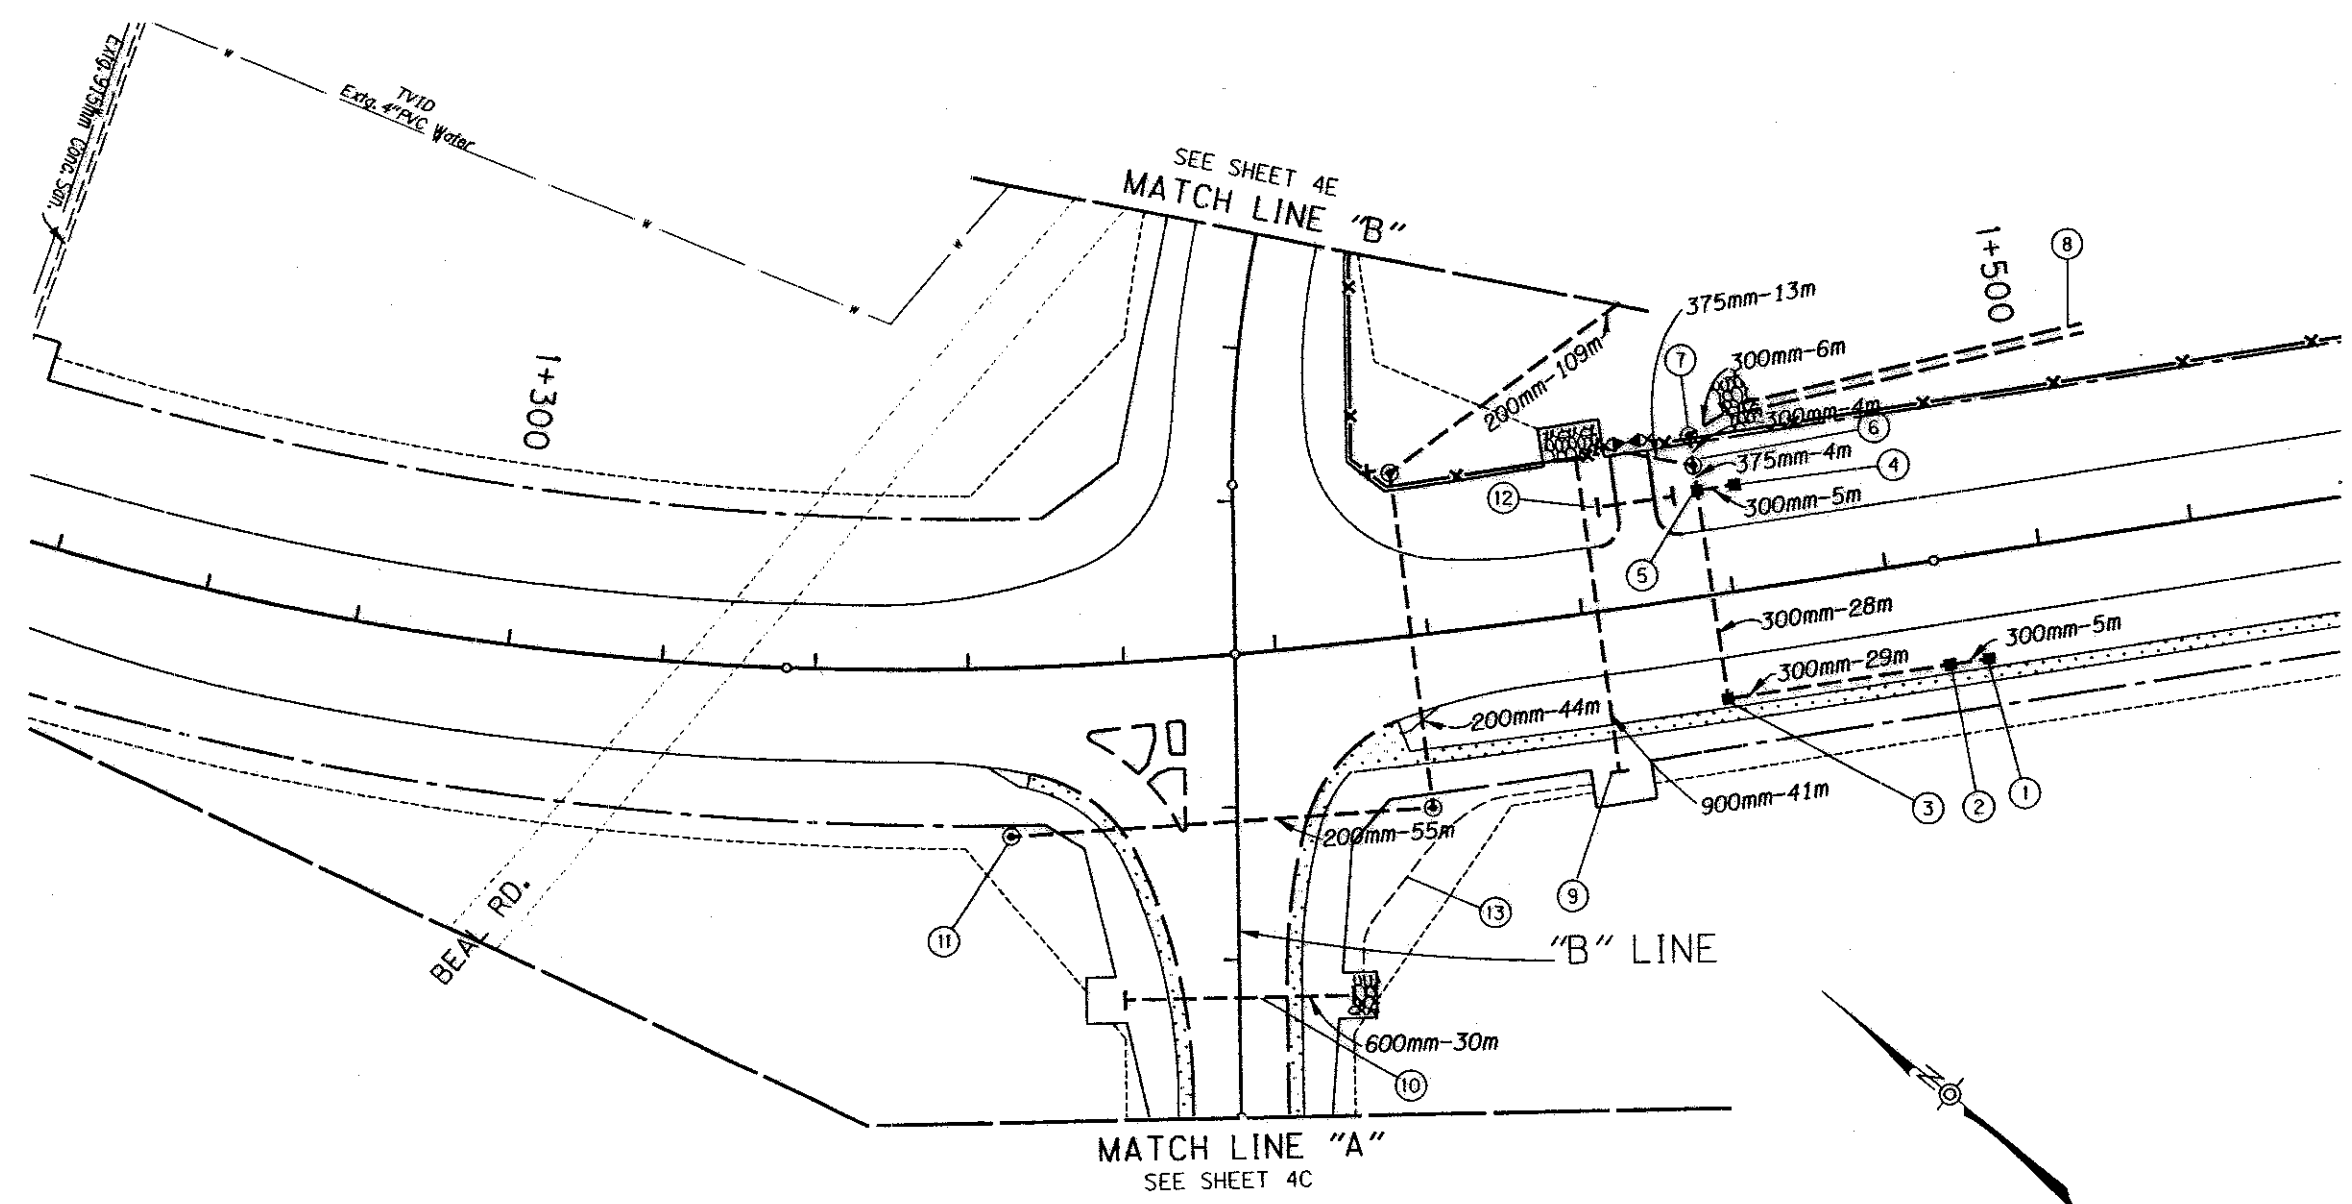 Extg. 915mm Conc. San.
TVID
Extg. 4"PVC Water
W
W
W
W
W
SEE SHEET 4E
MATCH LINE "B"
1+300
1+500
8
375mm-13m
7
300mm-6m
200mm-109m
300mm-4m
6
375mm-4m
4
12
300mm-5m
5
300mm-28m
300mm-5m
300mm-29m
200mm-44m
900mm-41m
3
2
1
200mm-55m
9
13
11
BEAL RD.
"B" LINE
600mm-30m
10
N
MATCH LINE "A"
SEE SHEET 4C